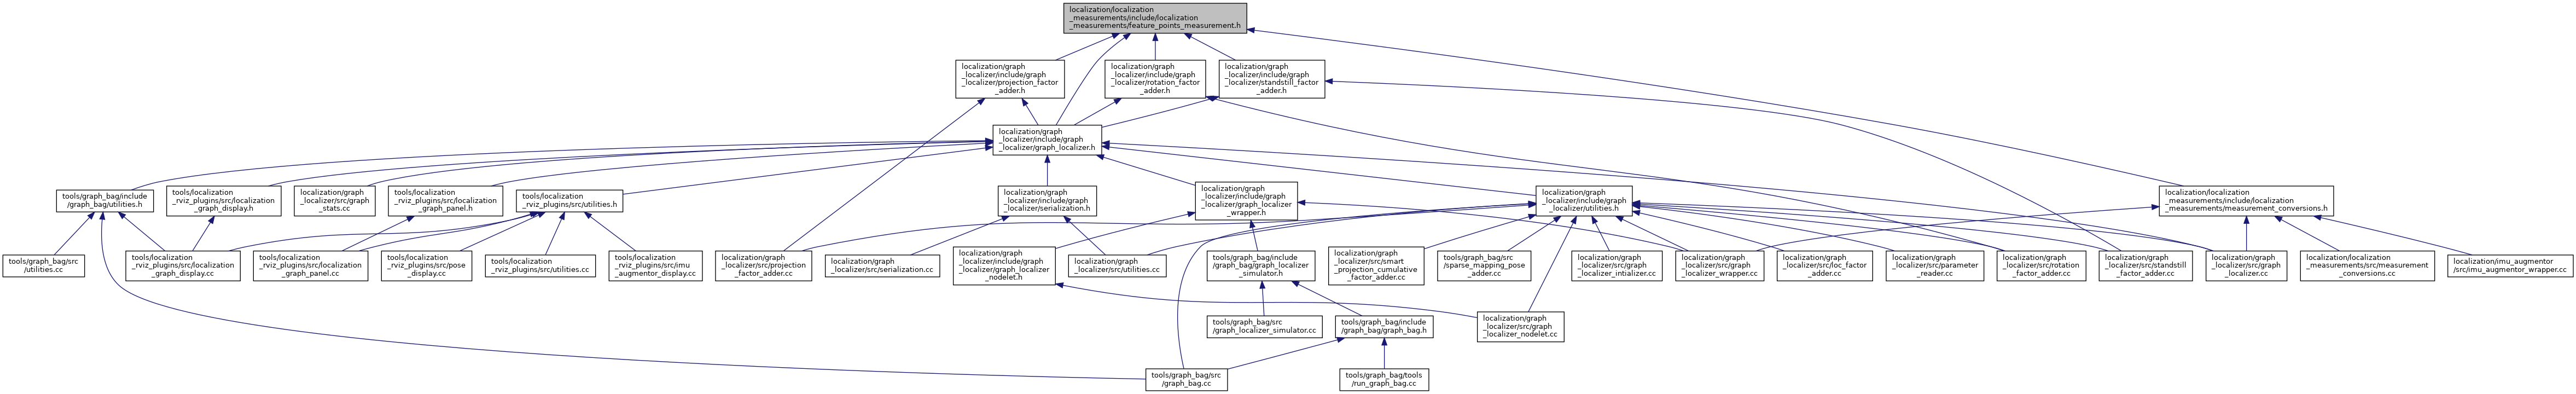 localization/localization
_measurements/include/localization
_measurements/feature_points_measurement.h
localization/graph
_localizer/include/graph
_localizer/projection_factor
_adder.h
localization/graph
_localizer/include/graph
_localizer/rotation_factor
_adder.h
localization/graph
_localizer/include/graph
_localizer/standstill_factor
_adder.h
localization/graph
_localizer/include/graph
_localizer/graph_localizer.h
tools/graph_bag/include
/graph_bag/utilities.h
tools/localization
_rviz_plugins/src/localization
_graph_display.h
localization/graph
_localizer/src/graph
_stats.cc
tools/localization
_rviz_plugins/src/localization
_graph_panel.h
tools/localization
_rviz_plugins/src/utilities.h
localization/graph
_localizer/include/graph
_localizer/serialization.h
localization/graph
_localizer/include/graph
_localizer/graph_localizer
_wrapper.h
localization/graph
_localizer/include/graph
_localizer/utilities.h
localization/localization
_measurements/include/localization
_measurements/measurement_conversions.h
tools/graph_bag/src
/utilities.cc
tools/localization
_rviz_plugins/src/localization
_graph_display.cc
tools/localization
_rviz_plugins/src/localization
_graph_panel.cc
tools/localization
_rviz_plugins/src/pose
_display.cc
tools/localization
_rviz_plugins/src/utilities.cc
tools/localization
_rviz_plugins/src/imu
_augmentor_display.cc
localization/graph
_localizer/src/projection
_factor_adder.cc
localization/graph
_localizer/src/serialization.cc
localization/graph
_localizer/include/graph
_localizer/graph_localizer
_nodelet.h
localization/graph
_localizer/src/utilities.cc
tools/graph_bag/include
/graph_bag/graph_localizer
_simulator.h
localization/graph
_localizer/src/smart
_projection_cumulative
_factor_adder.cc
tools/graph_bag/src
/sparse_mapping_pose
_adder.cc
localization/graph
_localizer/src/graph
_localizer_intializer.cc
localization/graph
_localizer/src/graph
_localizer_wrapper.cc
localization/graph
_localizer/src/loc_factor
_adder.cc
localization/graph
_localizer/src/parameter
_reader.cc
localization/graph
_localizer/src/rotation
_factor_adder.cc
localization/graph
_localizer/src/standstill
_factor_adder.cc
localization/graph
_localizer/src/graph
_localizer.cc
localization/localization
_measurements/src/measurement
_conversions.cc
localization/imu_augmentor
/src/imu_augmentor_wrapper.cc
tools/graph_bag/src
/graph_localizer_simulator.cc
tools/graph_bag/include
/graph_bag/graph_bag.h
localization/graph
_localizer/src/graph
_localizer_nodelet.cc
tools/graph_bag/src
/graph_bag.cc
tools/graph_bag/tools
/run_graph_bag.cc